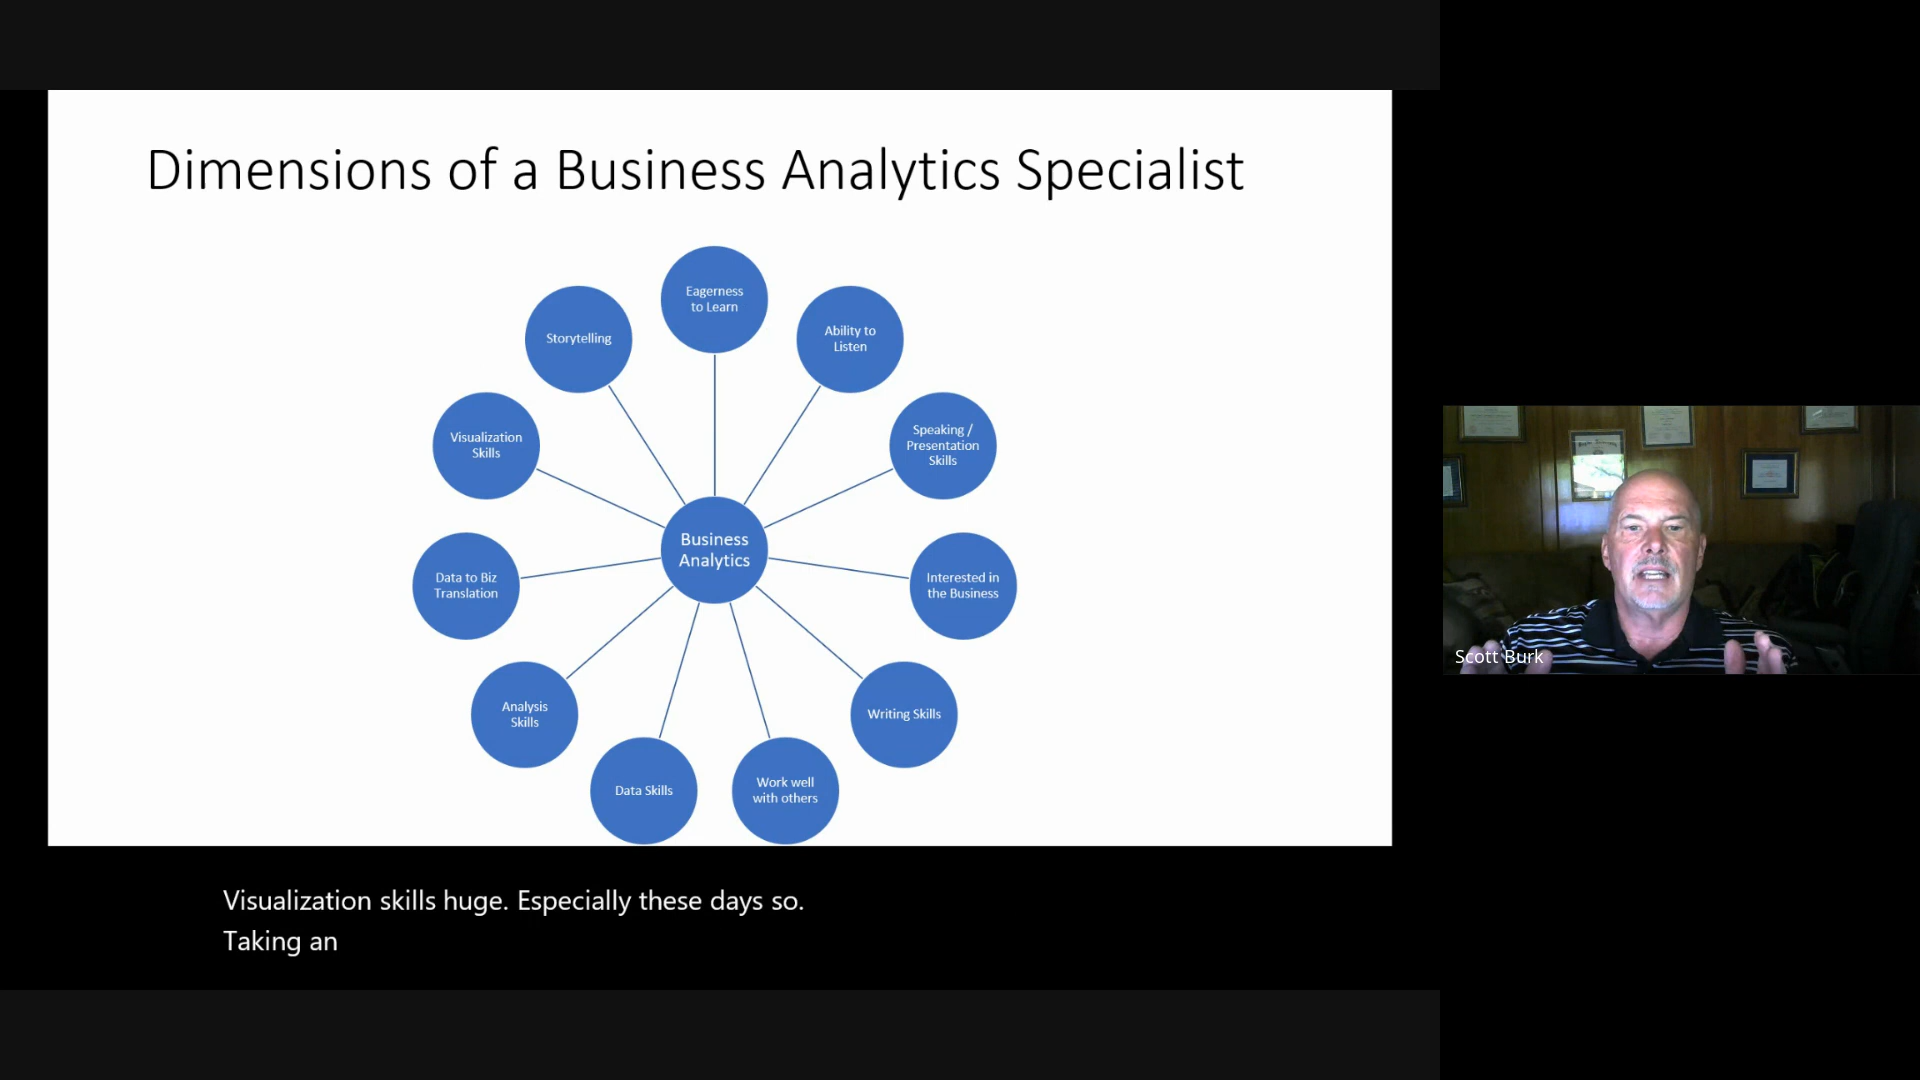 Dimensions of a Business Analytics Specialist
Eagerness
to Learn
Ability to
Listen
Speaking /
Presentation
Skills
Interested in
the Business
Writing Skills
Work well
with others
Data Skills
Analysis
Skills
Data to Biz
Translation
Visualization
Skills
Storytelling
Business
Analytics
Scott Burk
Visualization skills huge. Especially these days so.
Taking an